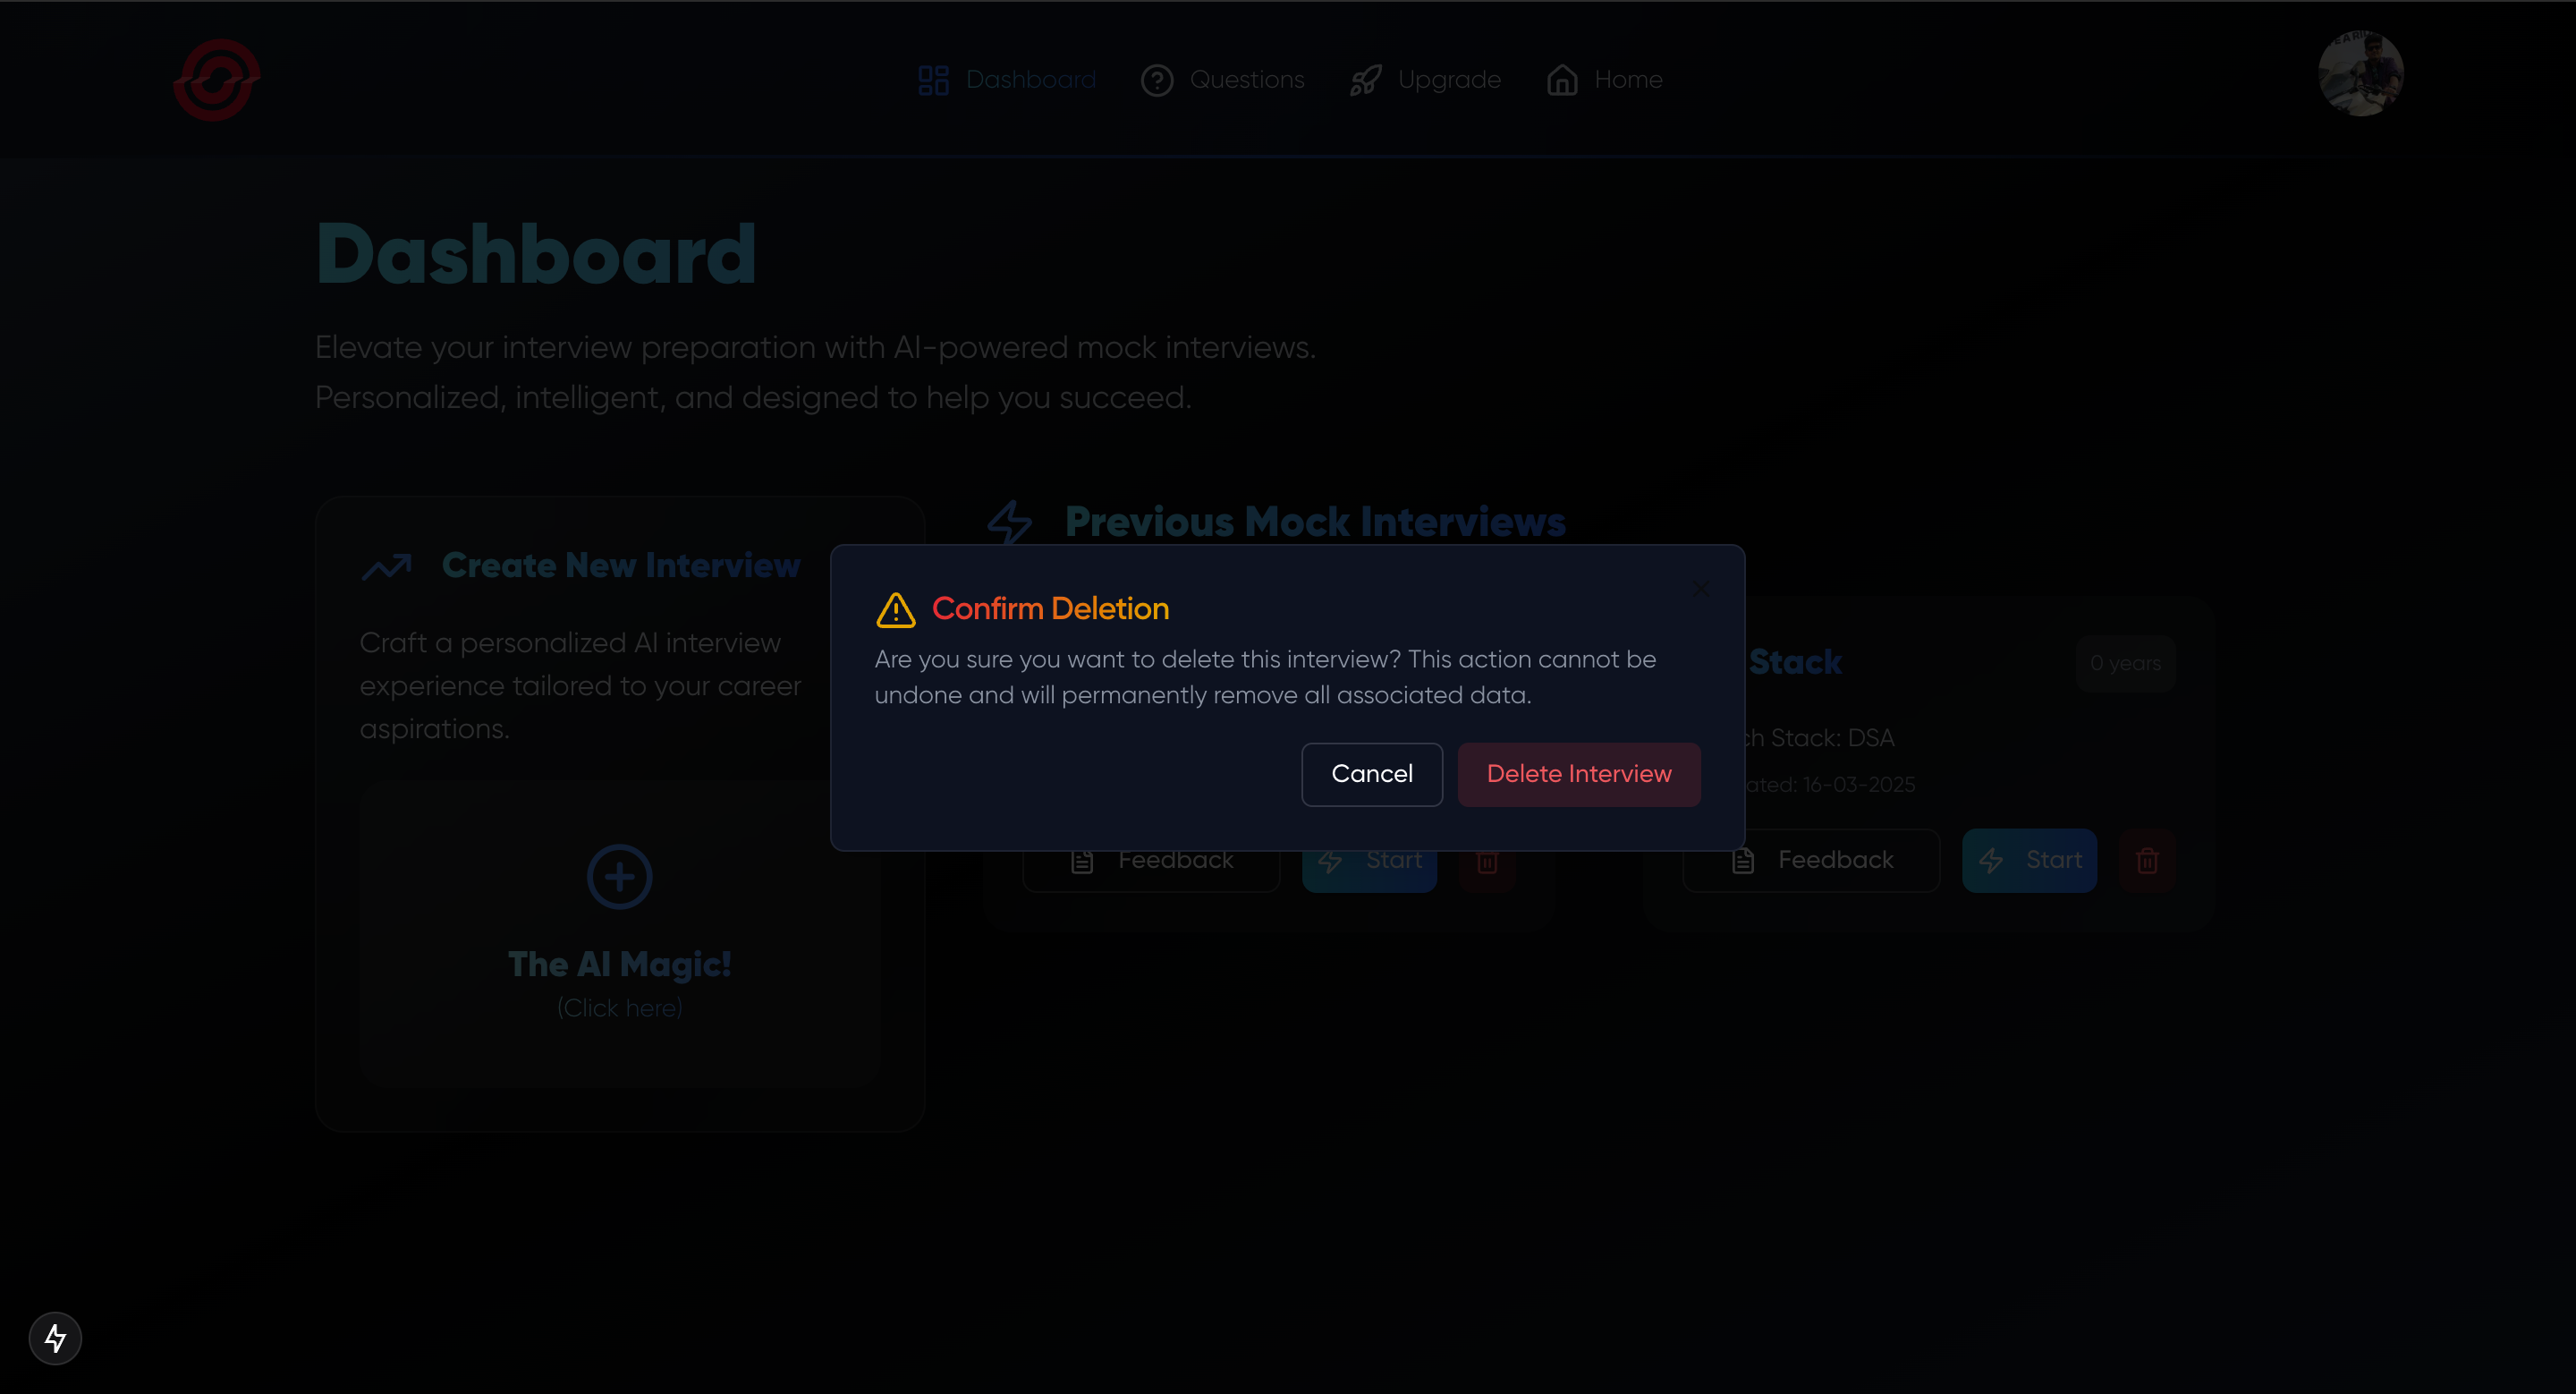 Dashboard
Questions
Upgrade
Home
Dashboard
Elevate your interview preparation with AI-powered mock interviews.
Personalized, intelligent, and designed to help you succeed.
Create New Interview
Craft a personalized AI interview
experience tailored to your career
aspirations.
The AI Magic!
(Click here)
Previous Mock Interviews
Confirm Deletion
Are you sure you want to delete this interview? This action cannot be
undone and will permanently remove all associated data.
Cancel
Delete Interview
Stack
0 years
Stack: DSA
16-03-2025
Feedback
Start
Feedback
Start